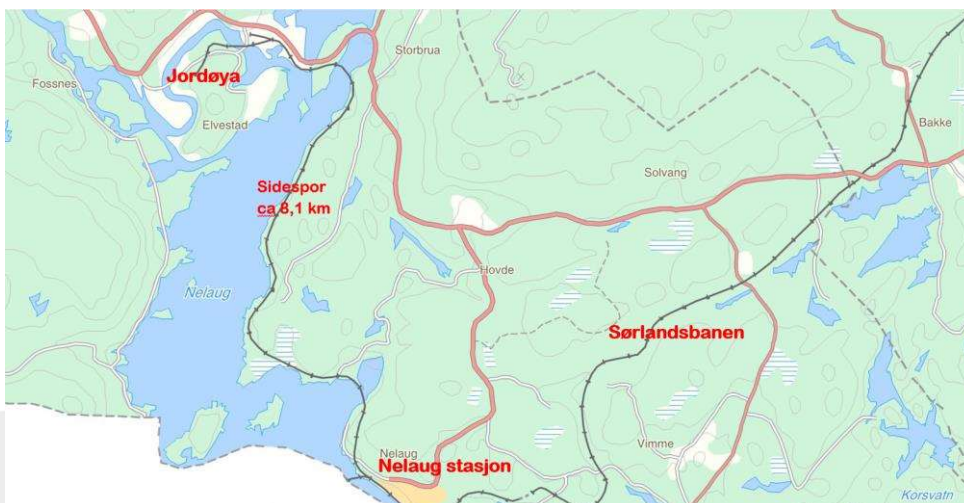 Storbrua
Jordøya
Fossnes
Elvestad
Bakke
Solvang
Sidespor
ca 8,1 km
Hovde
Nelaug
Sørlandsbanen
Vimme
Nelaug
Nelaug stasjon
Korsvatn